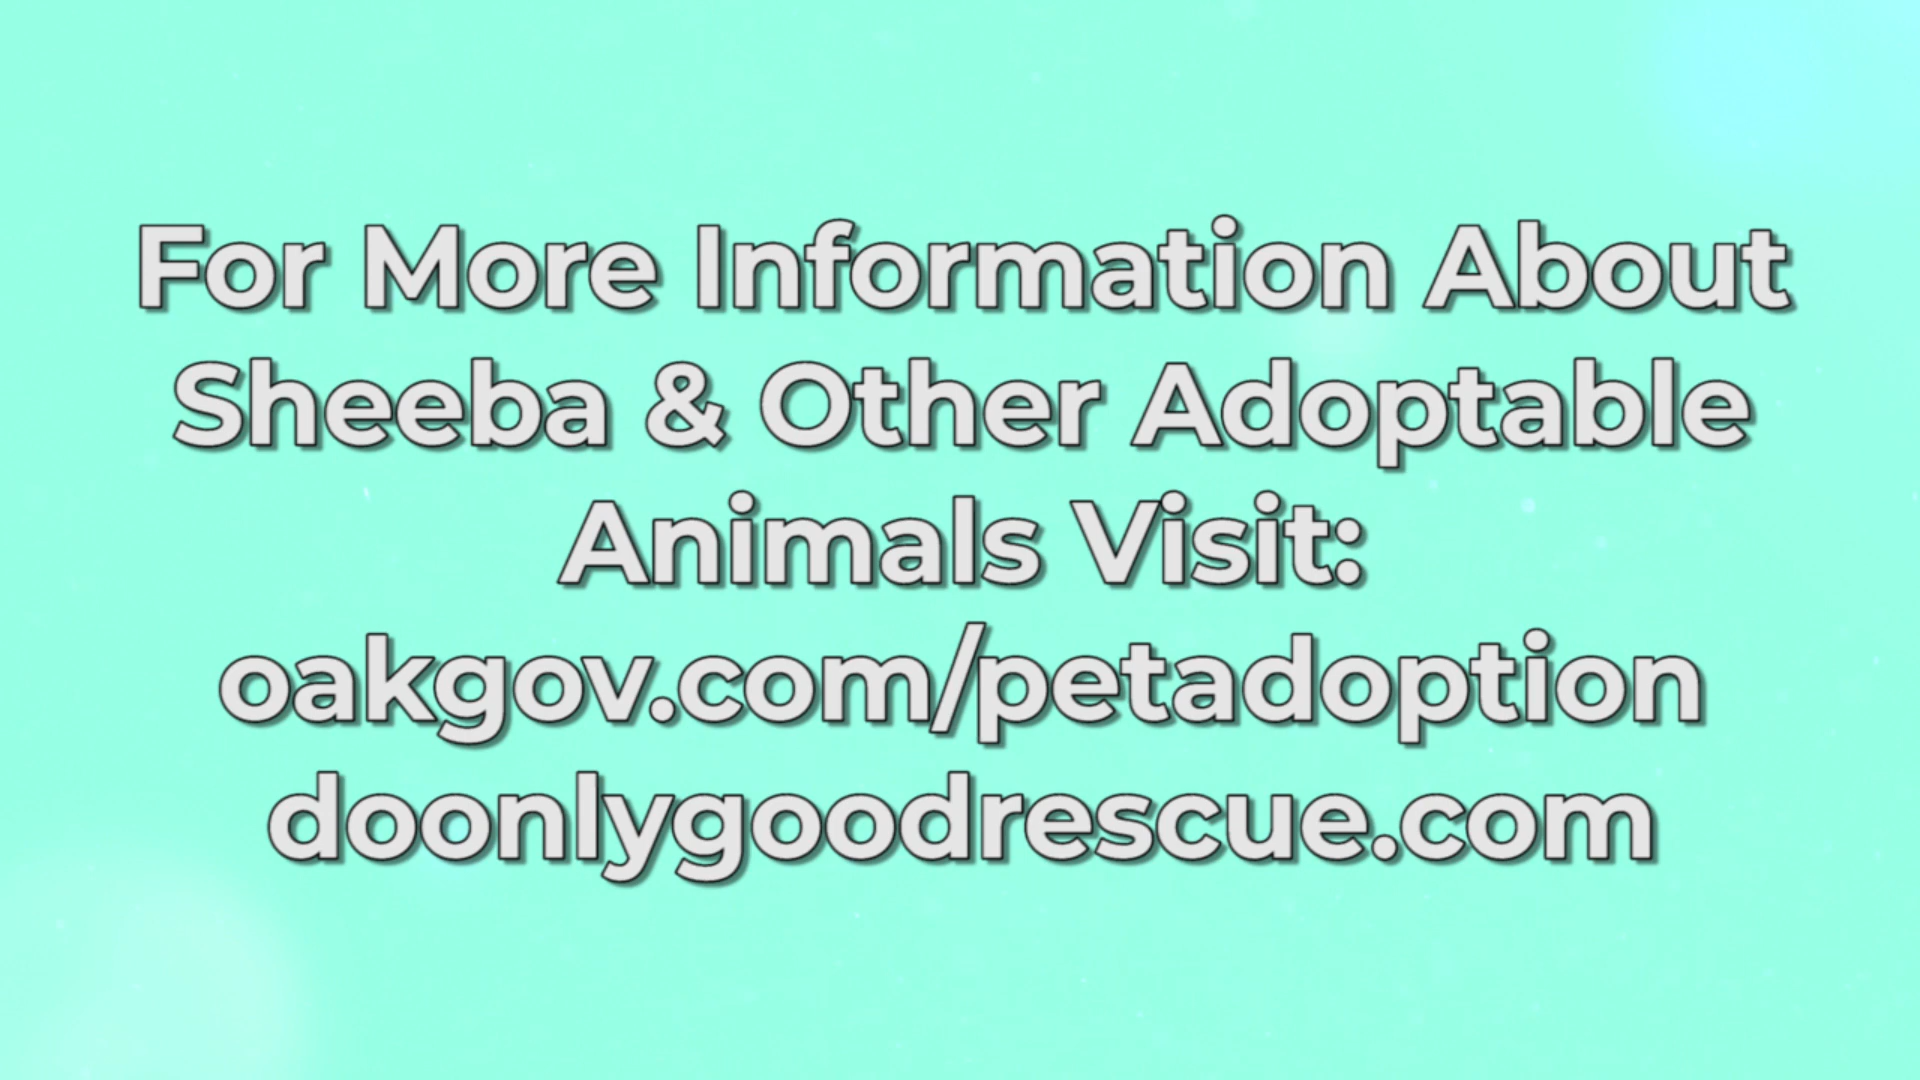 For More Information About
Sheeba & Other Adoptable
Animals Visit:
oakgov.com/petadoption
doonlygoodrescue.com